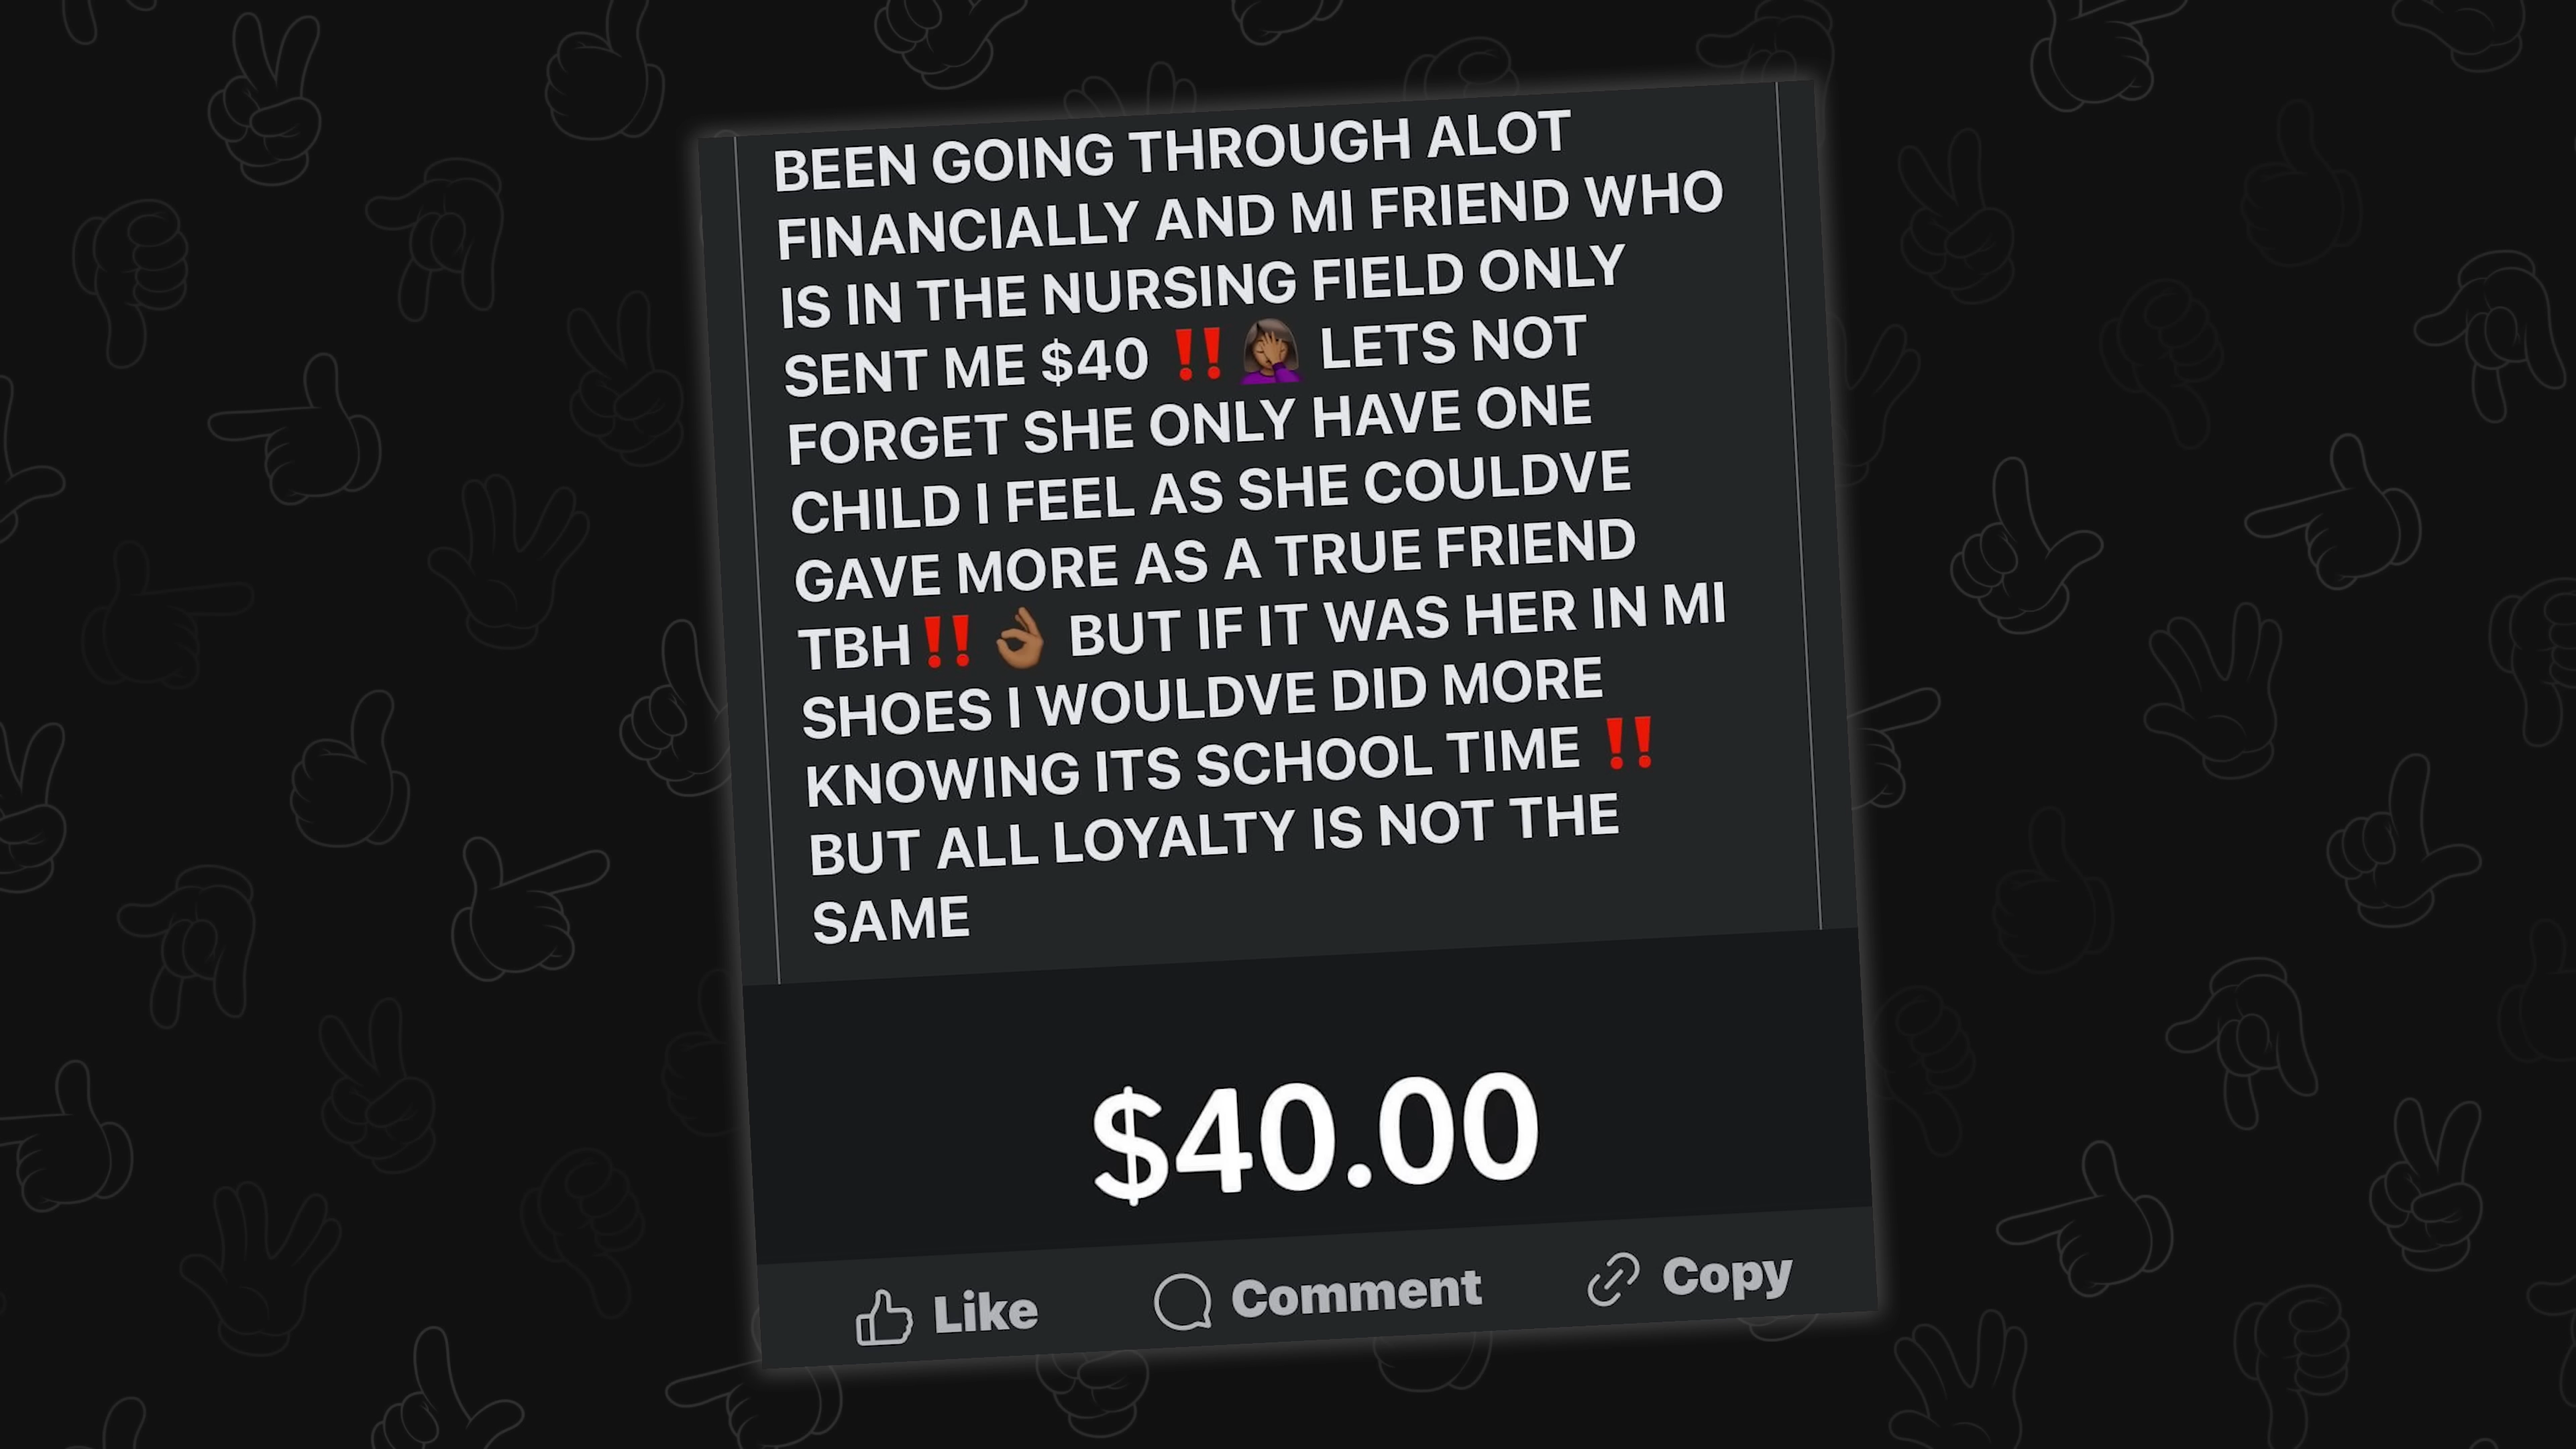 BEEN GOING THROUGH ALOT
FINANCIALLY AND MI FRIEND WHO
IS IN THE NURSING FIELD ONLY
SENT ME $40 ‼️🤦🏽‍♀️ LETS NOT
FORGET SHE ONLY HAVE ONE
CHILD I FEEL AS SHE COULDVE
GAVE MORE AS A TRUE FRIEND
TBH‼️👌🏾 BUT IF IT WAS HER IN MI
SHOES I WOULDVE DID MORE
KNOWING ITS SCHOOL TIME ‼️
BUT ALL LOYALTY IS NOT THE
SAME
$40.00
Like
Comment
Copy